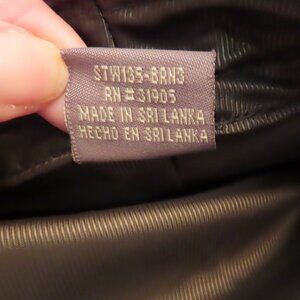 STW135-BRN3
RN#31905
MADE IN SRI LANKA
HECHO EN SRI LANKA